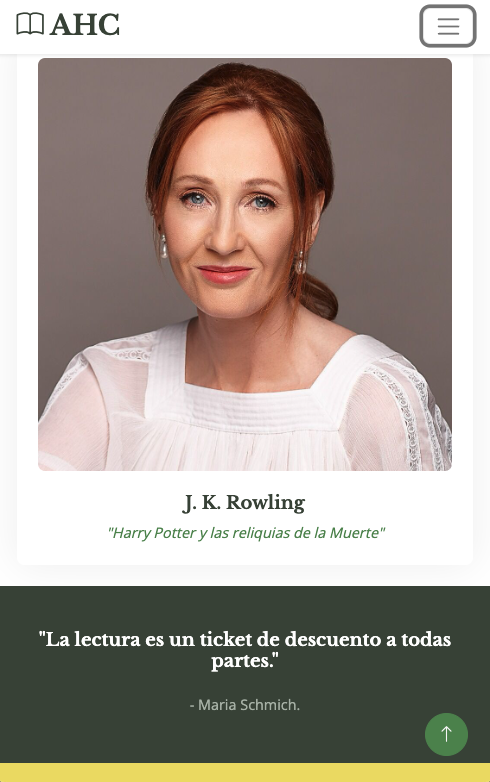 AHC
J. K. Rowling
"Harry Potter y las reliquias de la Muerte"
"La lectura es un ticket de descuento a todas
partes."
- Maria Schmich.